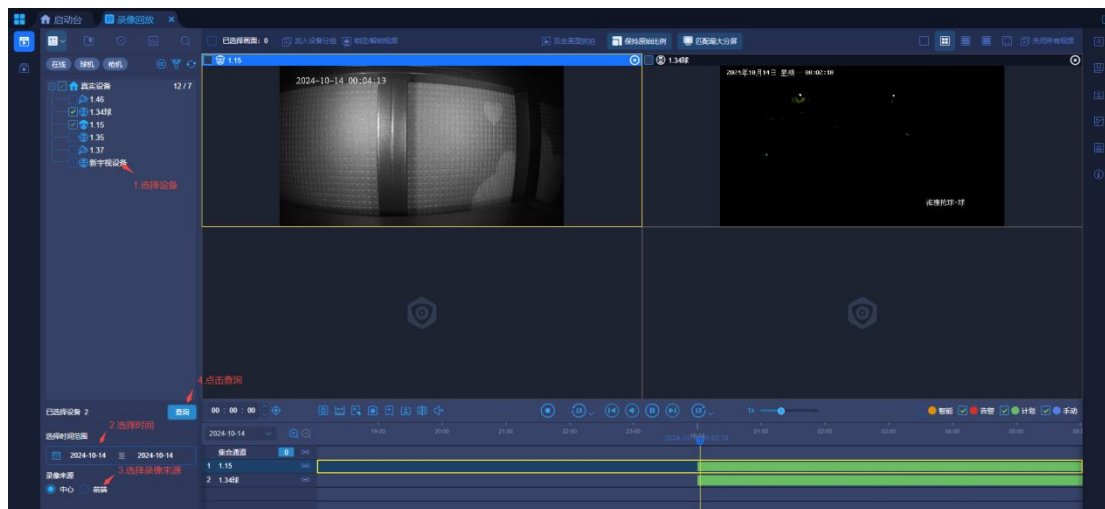 启动台 录像回放 ×
已选择画面：0 加入设备分组 锁定/解锁视频 双击画面抓拍 保持原始比例 匹配最大分屏 关闭所有视频
在线 球机 枪机
真实设备 12 / 7
1.46
1.34球
1.15
1.35
1.37
新宇视设备
1.选择设备
1.15
2024-10-14 00:04:13
1.34球
2024年10月14日 星期一 00:02:18
4.点击查询
已选择设备 2 查询
2.选择时间
选择时间范围
2024-10-14 至 2024-10-14
3.选择录像来源
录像来源
中心 前端
00 : 00 : 00 1x 智能 告警 计划 手动
2024-10-14 19:00 20:00 21:00 22:00 23:00 01:00 02:00 03:00 04:00 05:00
集合通道 0
1 1.15
2 1.34球